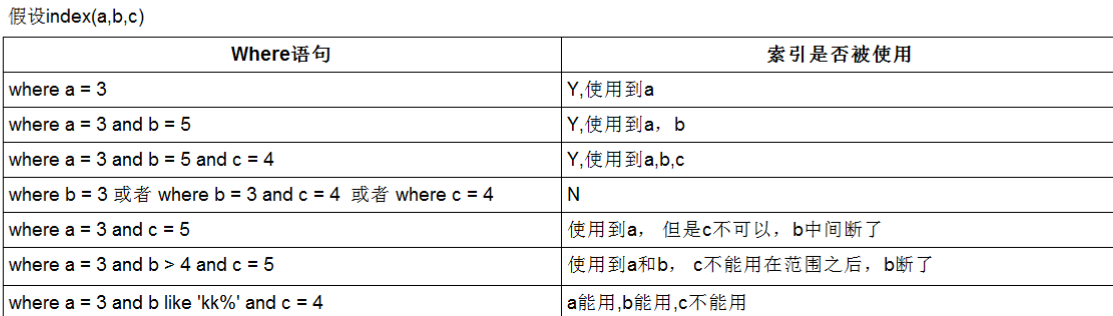 假设index(a,b,c)
Where语句 索引是否被使用
where a = 3 Y,使用到a
where a = 3 and b = 5 Y,使用到a，b
where a = 3 and b = 5 and c = 4 Y,使用到a,b,c
where b = 3 或者 where b = 3 and c = 4 或者 where c = 4 N
where a = 3 and c = 5 使用到a， 但是c不可以，b中间断了
where a = 3 and b > 4 and c = 5 使用到a和b， c不能用在范围之后，b断了
where a = 3 and b like 'kk%' and c = 4 a能用,b能用,c不能用